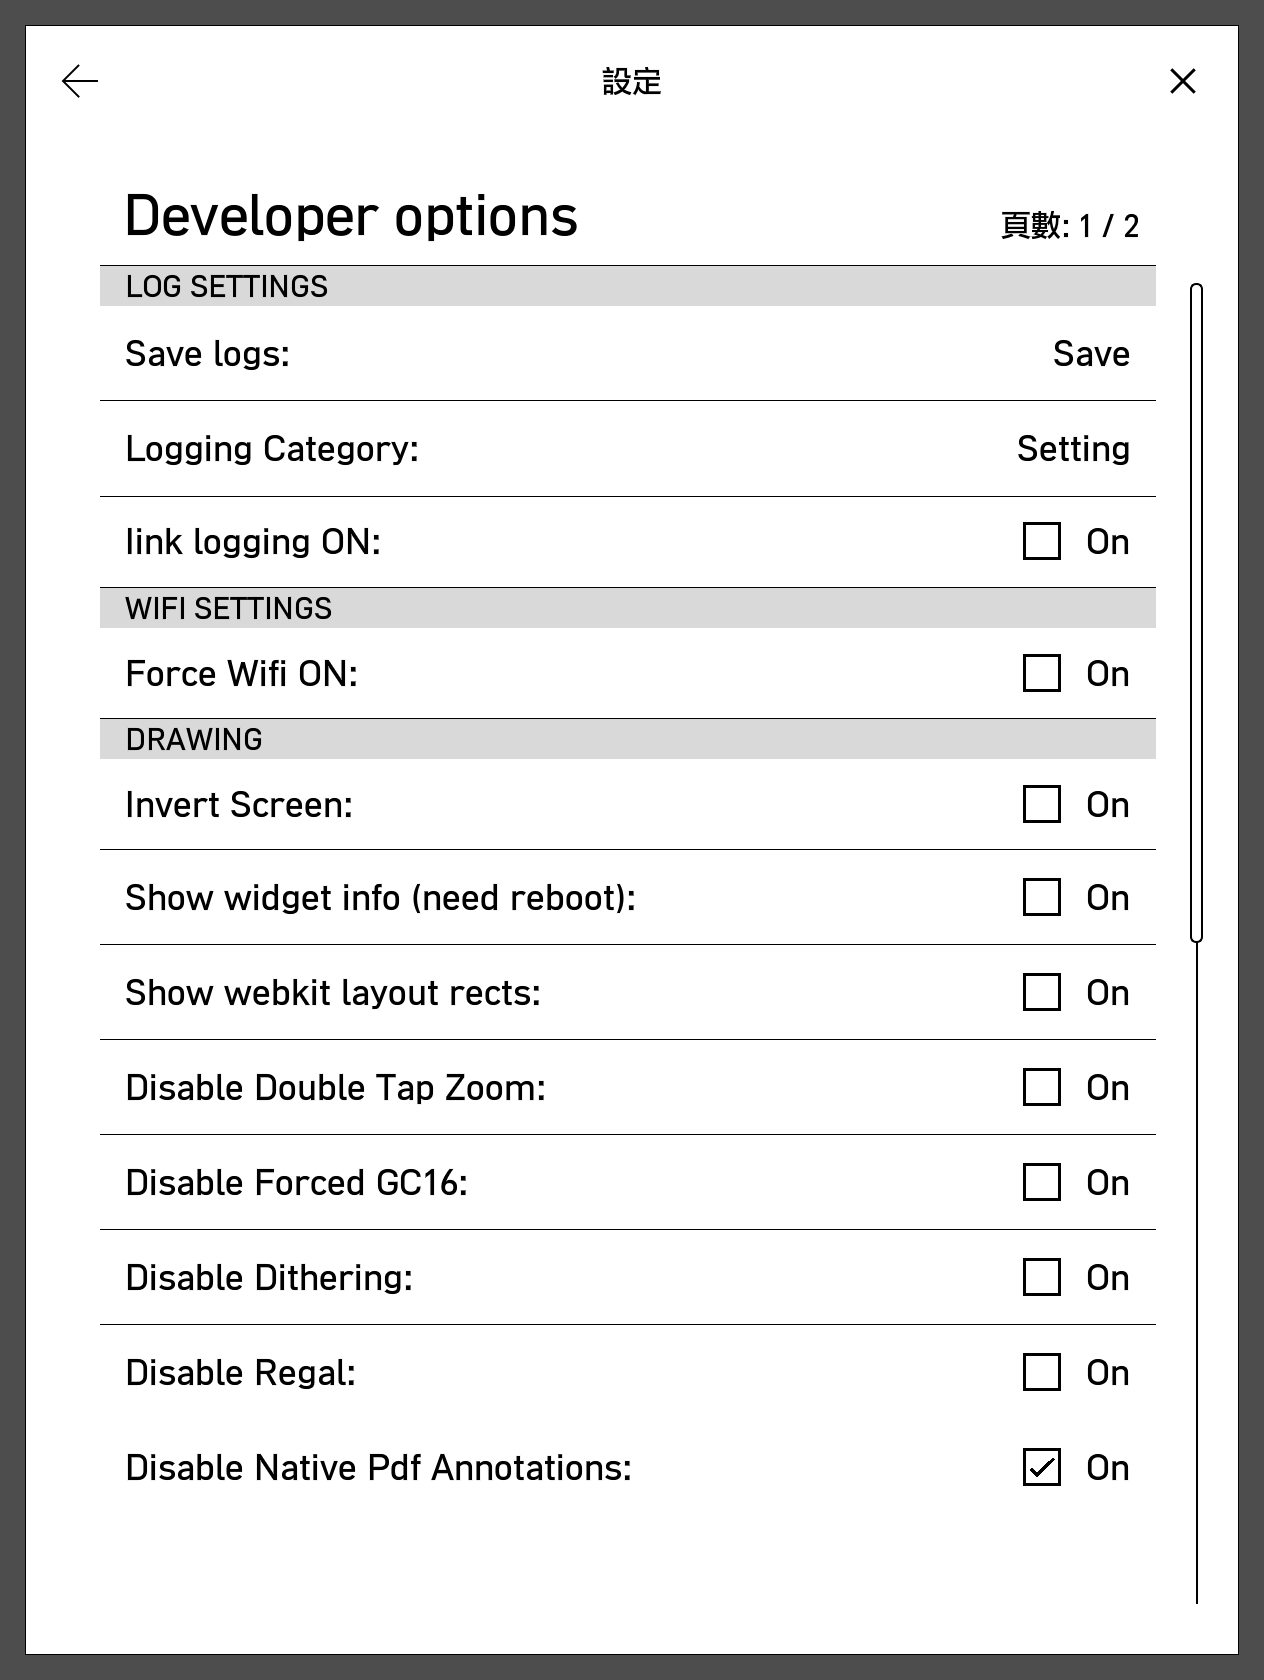 設定
Developer options
頁數: 1 / 2
LOG SETTINGS
Save logs: Save
Logging Category: Setting
Iink logging ON: On
WIFI SETTINGS
Force Wifi ON: On
DRAWING
Invert Screen: On
Show widget info (need reboot): On
Show webkit layout rects: On
Disable Double Tap Zoom: On
Disable Forced GC16: On
Disable Dithering: On
Disable Regal: On
Disable Native Pdf Annotations: On